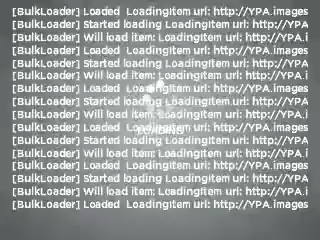 [BulkLoader] Loaded  LoadingItem url: http://YPA.images
[BulkLoader] Started loading LoadingItem url: http://YPA
[BulkLoader] Will load item: LoadingItem url: http://YPA.i
[BulkLoader] Loaded  LoadingItem url: http://YPA.images
[BulkLoader] Started loading LoadingItem url: http://YPA
[BulkLoader] Will load item: LoadingItem url: http://YPA.i
[BulkLoader] Loaded  LoadingItem url: http://YPA.images
[BulkLoader] Started loading LoadingItem url: http://YPA
[BulkLoader] Will load item: LoadingItem url: http://YPA.i
[BulkLoader] Loaded  LoadingItem url: http://YPA.images
LOADING
[BulkLoader] Started loading LoadingItem url: http://YPA
[BulkLoader] Will load item: LoadingItem url: http://YPA.i
[BulkLoader] Loaded  LoadingItem url: http://YPA.images
[BulkLoader] Started loading LoadingItem url: http://YPA
[BulkLoader] Will load item: LoadingItem url: http://YPA.i
[BulkLoader] Loaded  LoadingItem url: http://YPA.images